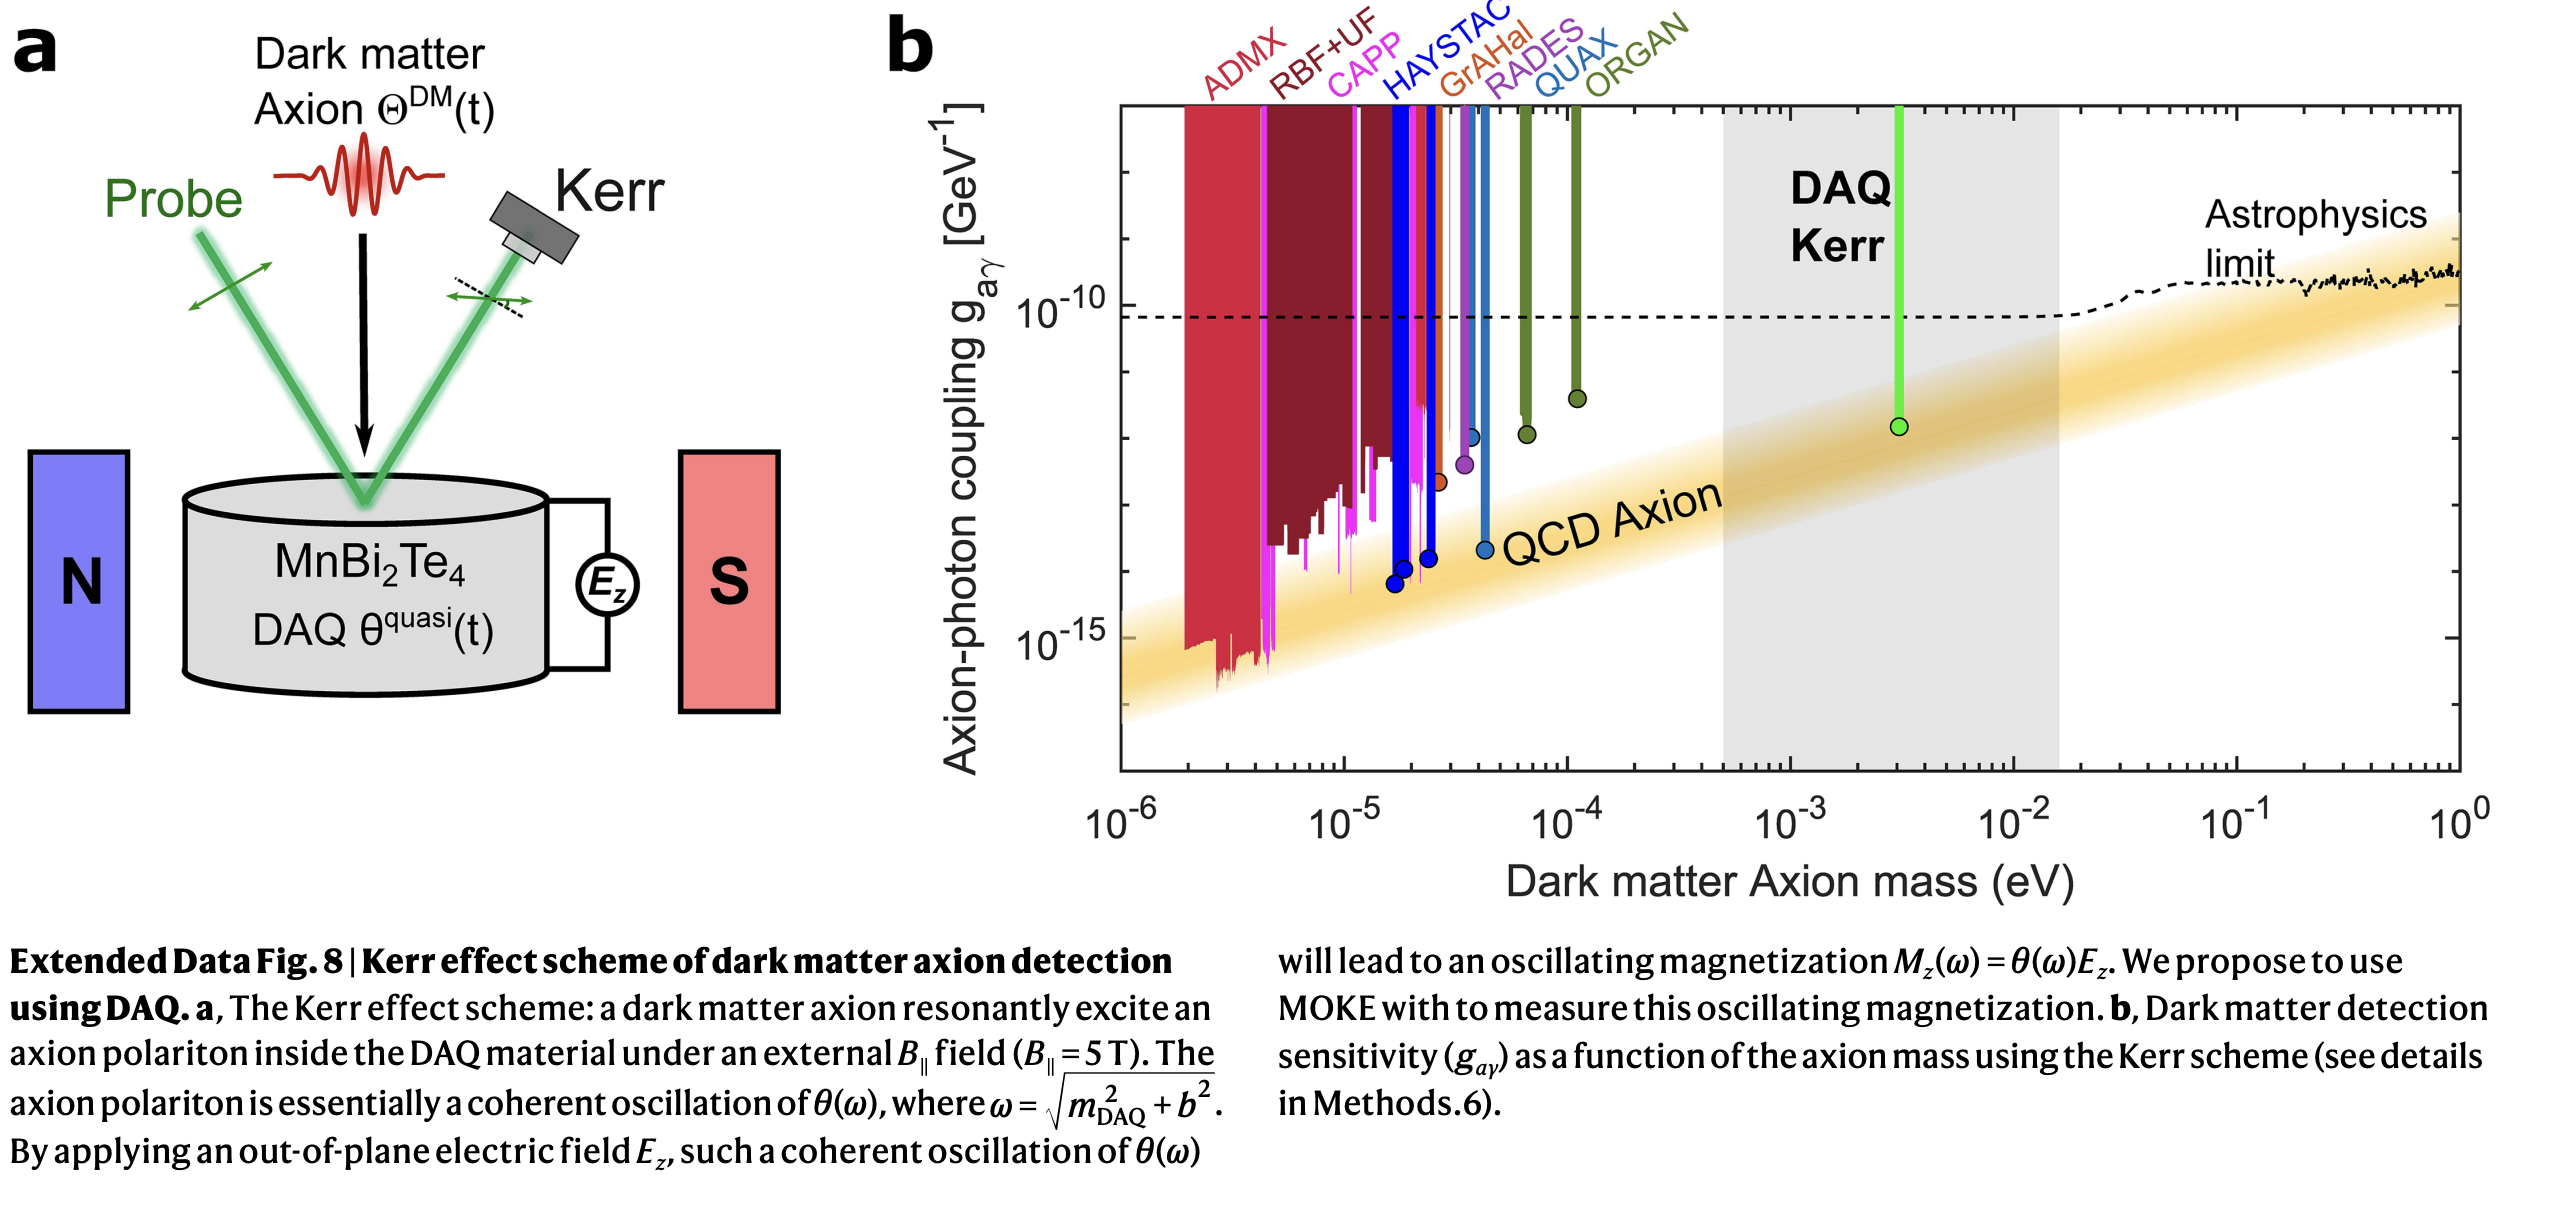 a
Dark matter
Axion Θ^DM(t)
Probe
Kerr
N
MnBi₂Te₄
DAQ θ^quasi(t)
E_z
S
b
ADMX
RBF+UF
CAPP
HAYSTAC
GrAHal
RADES
QUAX
ORGAN
Axion-photon coupling g_aγ [GeV⁻¹]
10⁻¹⁰
10⁻¹⁵
DAQ
Kerr
Astrophysics
limit
QCD Axion
10⁻⁶ 10⁻⁵ 10⁻⁴ 10⁻³ 10⁻² 10⁻¹ 10⁰
Dark matter Axion mass (eV)
Extended Data Fig. 8 | Kerr effect scheme of dark matter axion detection
using DAQ. a, The Kerr effect scheme: a dark matter axion resonantly excite an
axion polariton inside the DAQ material under an external B_∥ field (B_∥ = 5 T). The
axion polariton is essentially a coherent oscillation of θ(ω), where ω = √(m²_DAQ + b²).
By applying an out-of-plane electric field E_z, such a coherent oscillation of θ(ω)
will lead to an oscillating magnetization M_z(ω) = θ(ω)E_z. We propose to use
MOKE with to measure this oscillating magnetization. b, Dark matter detection
sensitivity (g_aγ) as a function of the axion mass using the Kerr scheme (see details
in Methods.6).